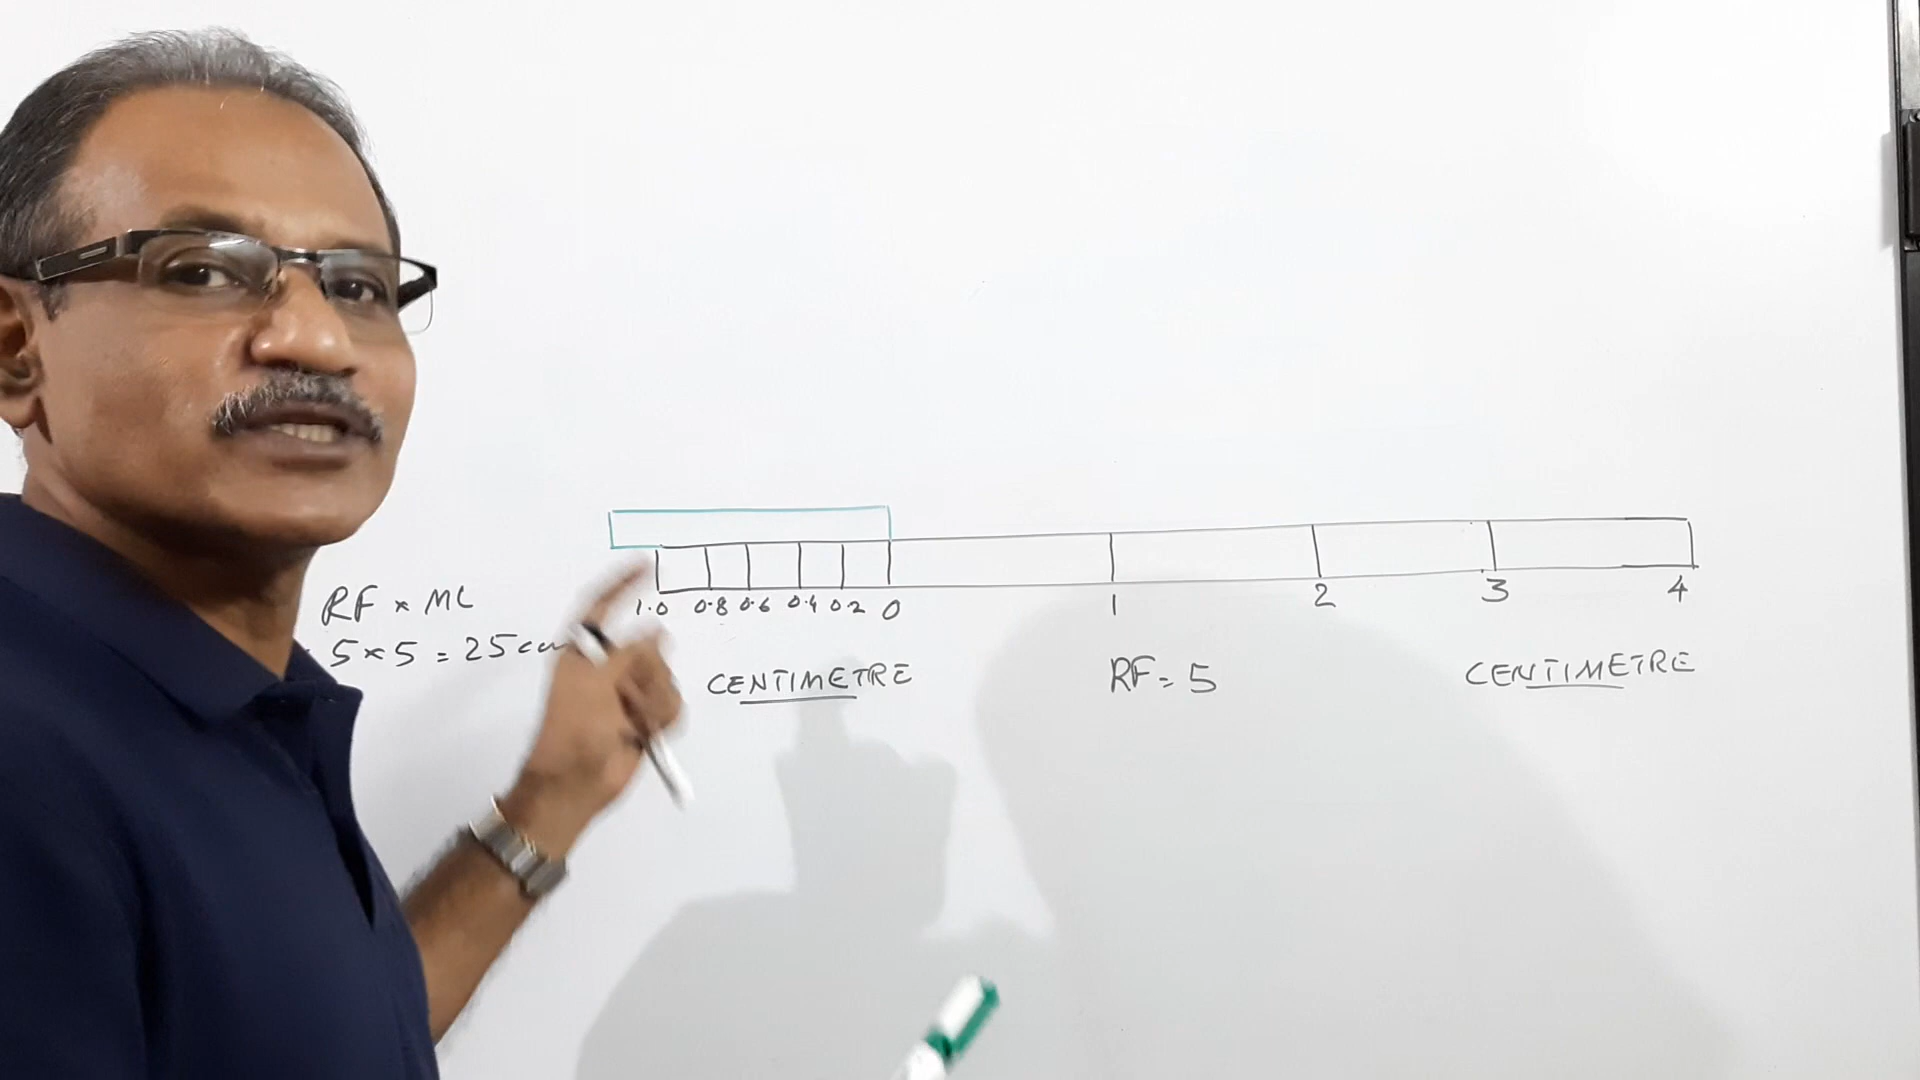 RF × ML
5×5 = 25cm
1.0 0.8 0.6 0.4 0.2 0 1 2 3 4
CENTIMETRE RF = 5 CENTIMETRE